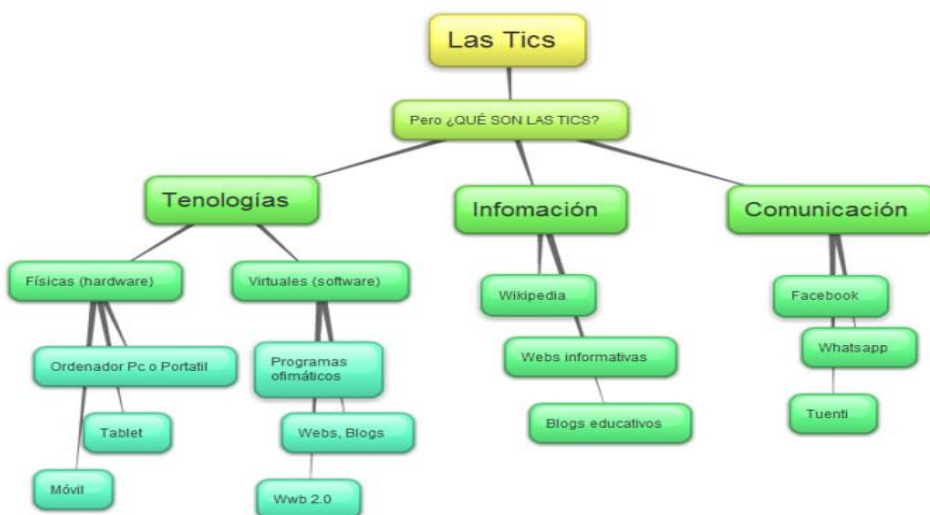 Las Tics
Pero ¿QUÉ SON LAS TICS?
Tenologías
Infomación
Comunicación
Físicas (hardware)
Virtuales (software)
Wikipedia
Facebook
Ordenador Pc o Portatil
Programas
ofimáticos
Webs informativas
Whatsapp
Tablet
Webs, Blogs
Blogs educativos
Tuenti
Móvil
Wwb 2.0